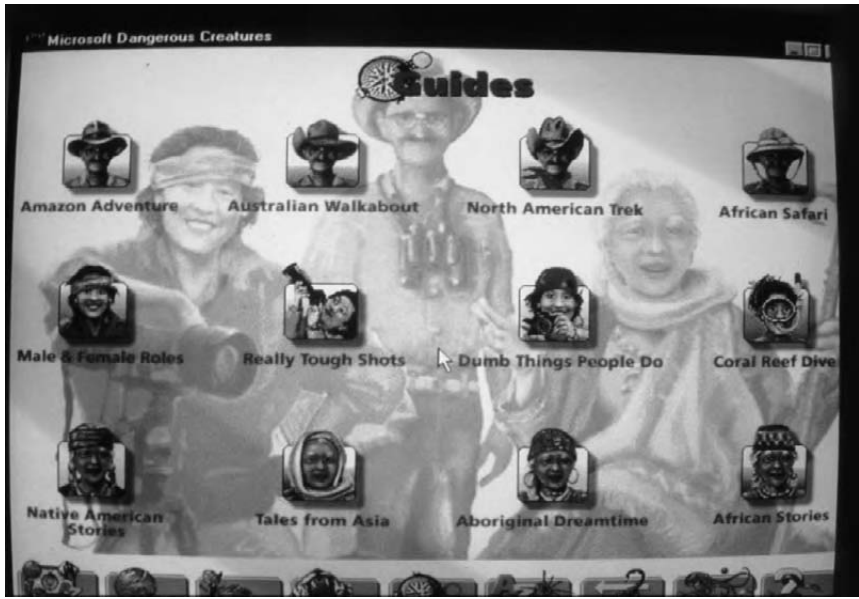 Microsoft Dangerous Creatures
Guides
Amazon Adventure
Australian Walkabout
North American Trek
African Safari
Male & Female Roles
Really Tough Shots
Dumb Things People Do
Coral Reef Dive
Native American
Stories
Tales from Asia
Aboriginal Dreamtime
African Stories